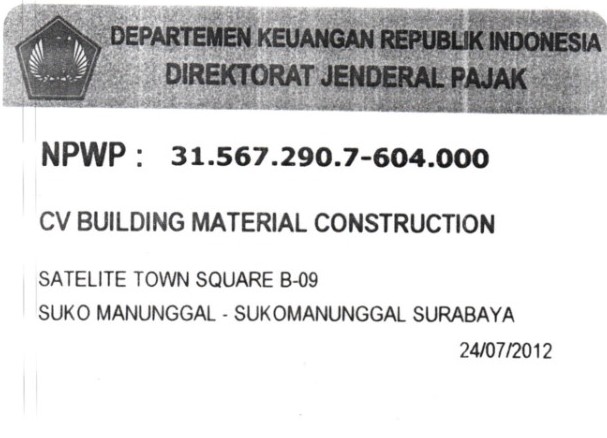 DEPARTEMEN KEUANGAN REPUBLIK INDONESIA
DIREKTORAT JENDERAL PAJAK
NPWP : 31.567.290.7-604.000
CV BUILDING MATERIAL CONSTRUCTION
SATELITE TOWN SQUARE B-09
SUKO MANUNGGAL - SUKOMANUNGGAL SURABAYA
24/07/2012